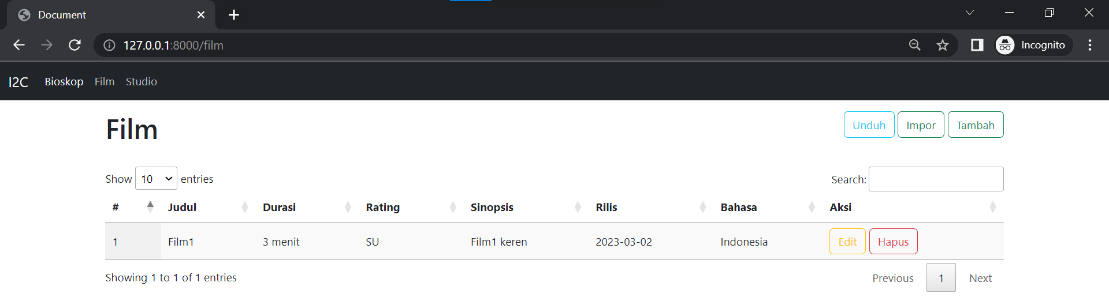 Document
127.0.0.1:8000/film
Incognito
I2C Bioskop Film Studio
Film
Unduh Impor Tambah
Show 10 entries
Search:
# Judul Durasi Rating Sinopsis Rilis Bahasa Aksi
1 Film1 3 menit SU Film1 keren 2023-03-02 Indonesia Edit Hapus
Showing 1 to 1 of 1 entries
Previous 1 Next